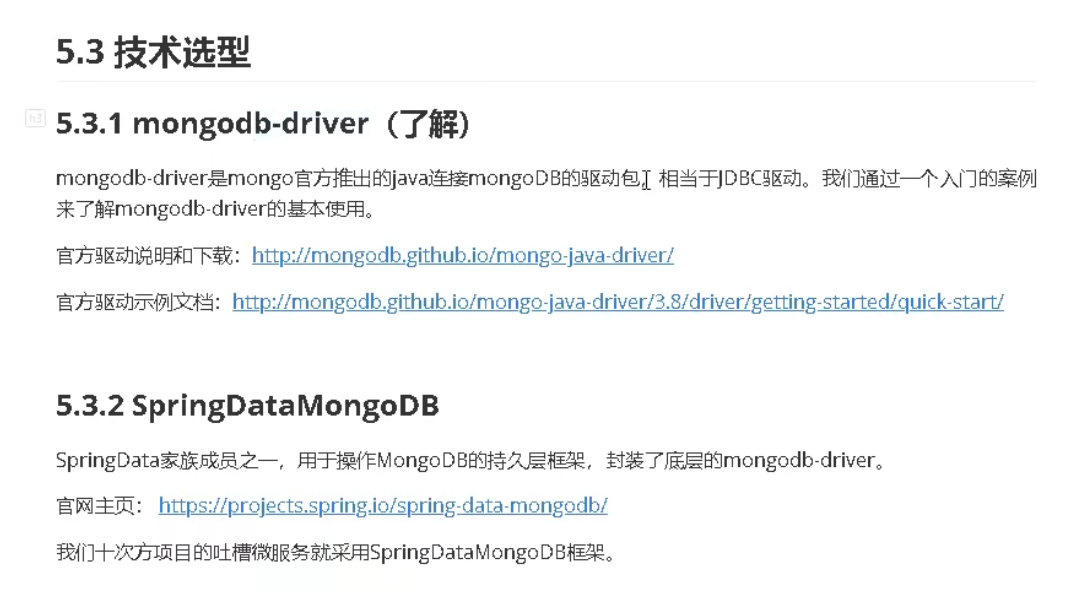 5.3 技术选型
h3
5.3.1 mongodb-driver（了解）
mongodb-driver是mongo官方推出的java连接mongoDB的驱动包，相当于JDBC驱动。我们通过一个入门的案例
来了解mongodb-driver的基本使用。
官方驱动说明和下载：http://mongodb.github.io/mongo-java-driver/
官方驱动示例文档：http://mongodb.github.io/mongo-java-driver/3.8/driver/getting-started/quick-start/
5.3.2 SpringDataMongoDB
SpringData家族成员之一，用于操作MongoDB的持久层框架，封装了底层的mongodb-driver。
官网主页： https://projects.spring.io/spring-data-mongodb/
我们十次方项目的吐槽微服务就采用SpringDataMongoDB框架。